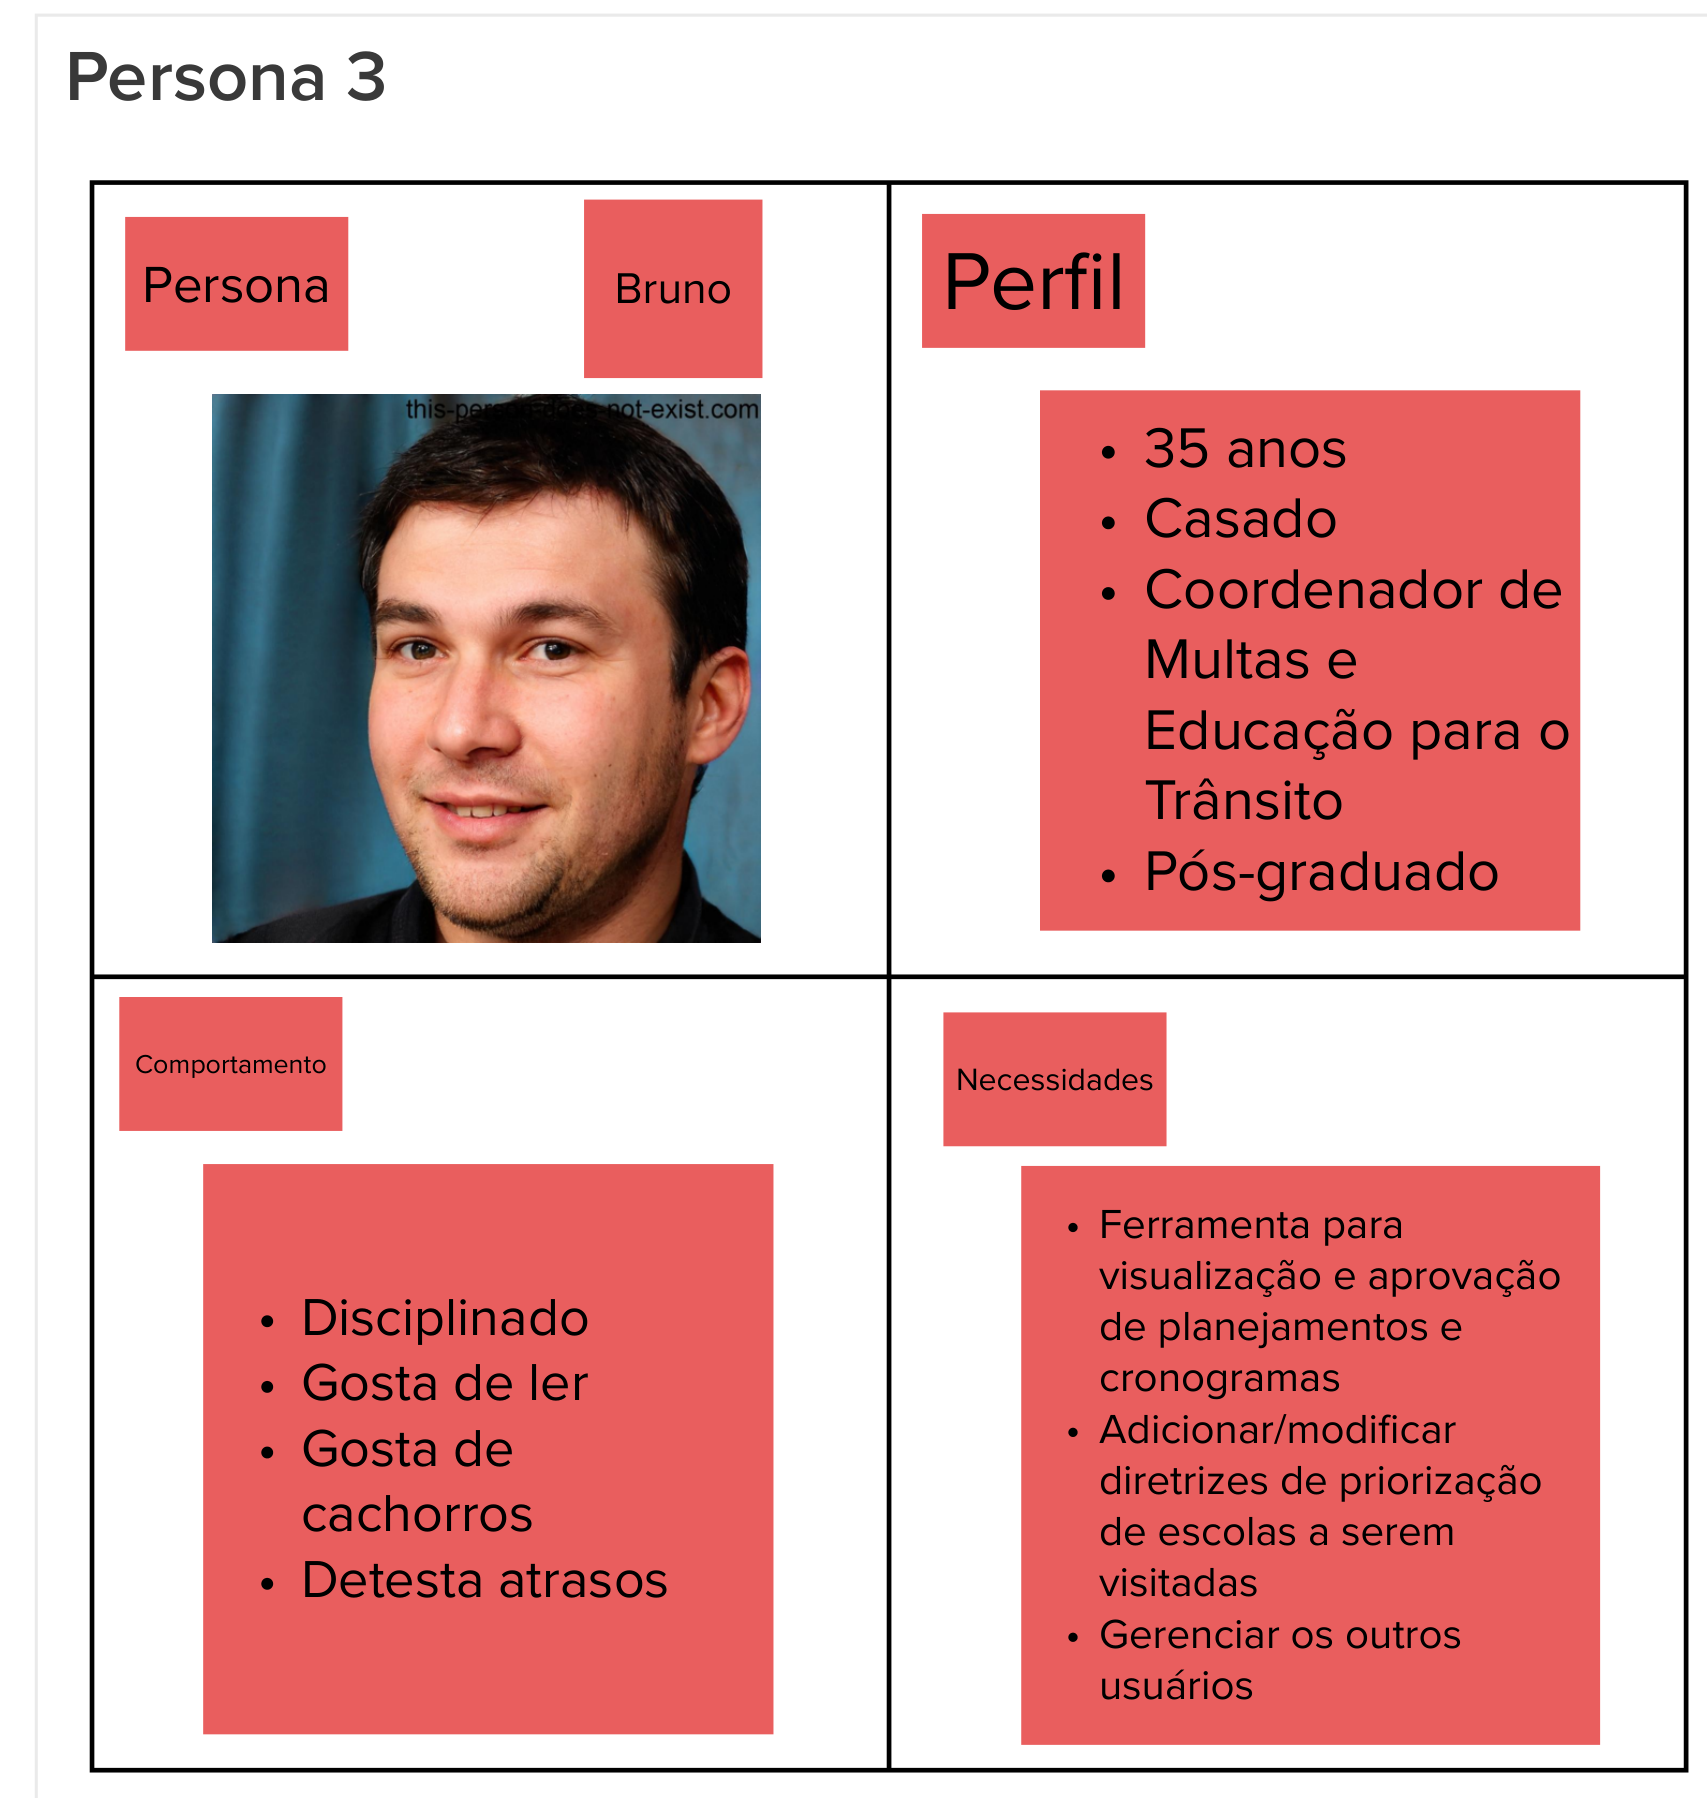 Persona 3
Persona
Bruno
this-person-does-not-exist.com
Perfil
• 35 anos
• Casado
• Coordenador de
Multas e
Educação para o
Trânsito
• Pós-graduado
Comportamento
• Disciplinado
• Gosta de ler
• Gosta de
cachorros
• Detesta atrasos
Necessidades
• Ferramenta para
visualização e aprovação
de planejamentos e
cronogramas
• Adicionar/modificar
diretrizes de priorização
de escolas a serem
visitadas
• Gerenciar os outros
usuários